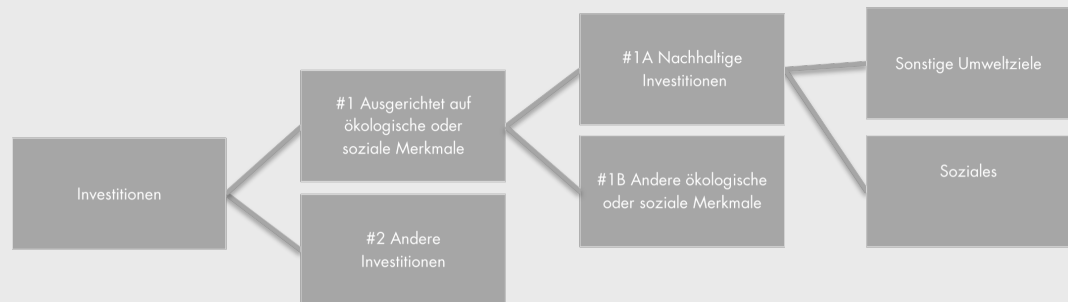 Investitionen
#1 Ausgerichtet auf
ökologische oder
soziale Merkmale
#2 Andere
Investitionen
#1A Nachhaltige
Investitionen
#1B Andere ökologische
oder soziale Merkmale
Sonstige Umweltziele
Soziales